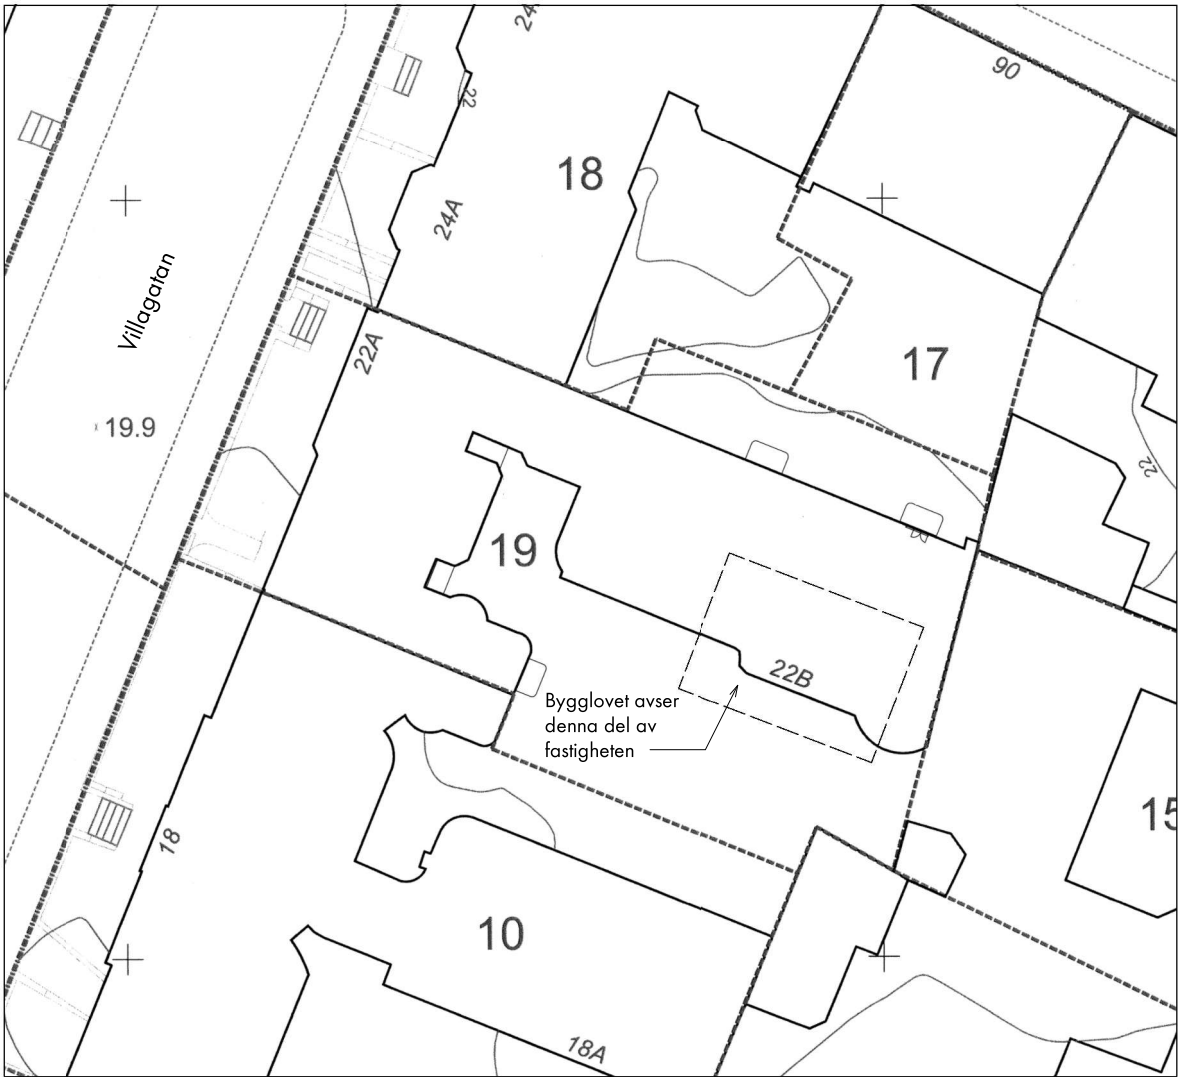 24
90
22
18
24A
Villagatan
22A
17
19.9
22
19
22B
Bygglovet avser
denna del av
fastigheten
15
18
10
18A